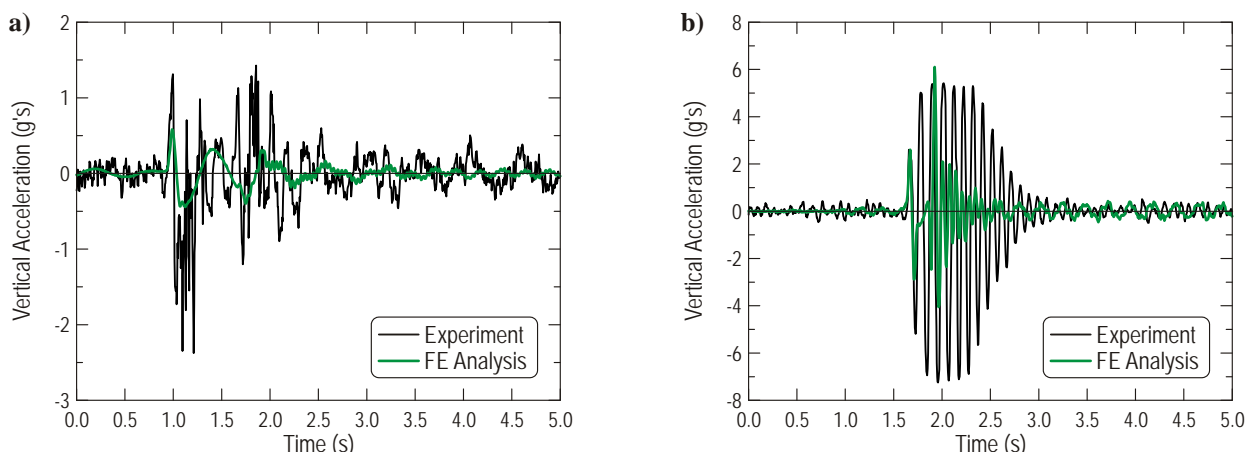 a)
Vertical Acceleration (g's)
2
1
0
-1
-2
-3
0.0 0.5 1.0 1.5 2.0 2.5 3.0 3.5 4.0 4.5 5.0
Time (s)
Experiment
FE Analysis
b)
Vertical Acceleration (g's)
8
6
4
2
0
-2
-4
-6
-8
0.0 0.5 1.0 1.5 2.0 2.5 3.0 3.5 4.0 4.5 5.0
Time (s)
Experiment
FE Analysis